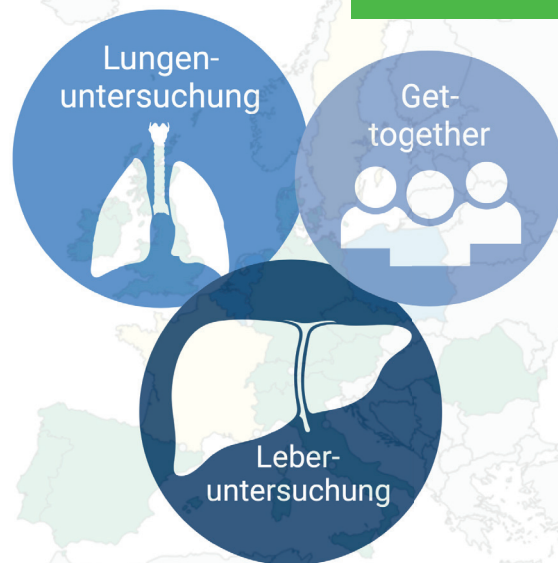 Lungen-
untersuchung
Get-
together
Leber-
untersuchung